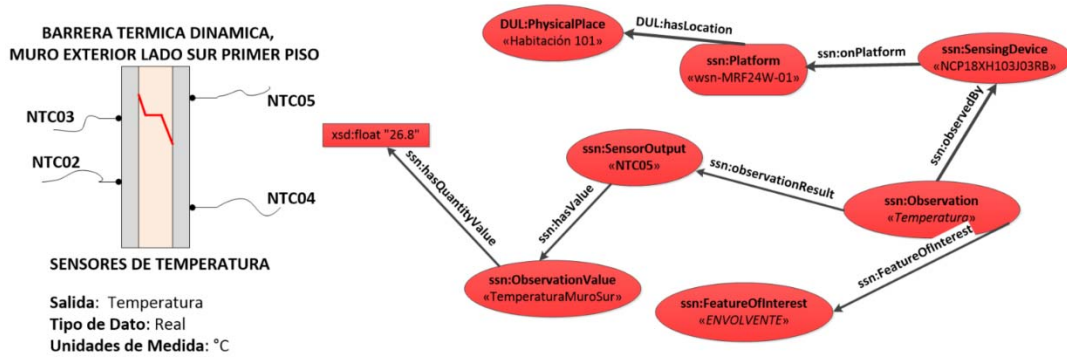 BARRERA TERMICA DINAMICA,
MURO EXTERIOR LADO SUR PRIMER PISO
NTC05
NTC03
NTC02
NTC04
SENSORES DE TEMPERATURA
Salida: Temperatura
Tipo de Dato: Real
Unidades de Medida: °C
DUL:PhysicalPlace
«Habitación 101»
DUL:hasLocation
ssn:Platform
«wsn-MRF24W-01»
ssn:onPlatform
ssn:SensingDevice
«NCP18XH103J03RB»
ssn:observedBy
xsd:float "26.8"
ssn:hasQuantityValue
ssn:SensorOutput
«NTC05»
ssn:observationResult
ssn:Observation
«Temperatura»
ssn:hasValue
ssn:FeatureOfInterest
ssn:ObservationValue
«TemperaturaMuroSur»
ssn:FeatureOfInterest
«ENVOLVENTE»